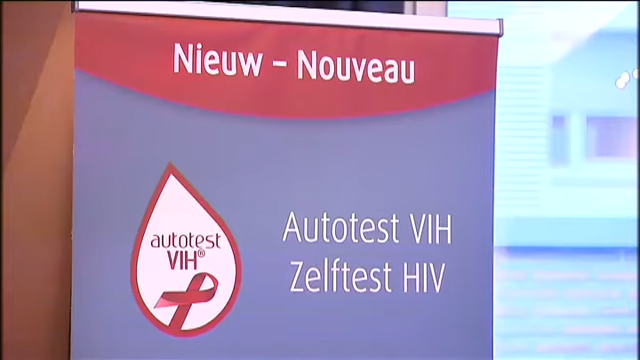 Nieuw – Nouveau
autotest
VIH®
Autotest VIH
Zelftest HIV